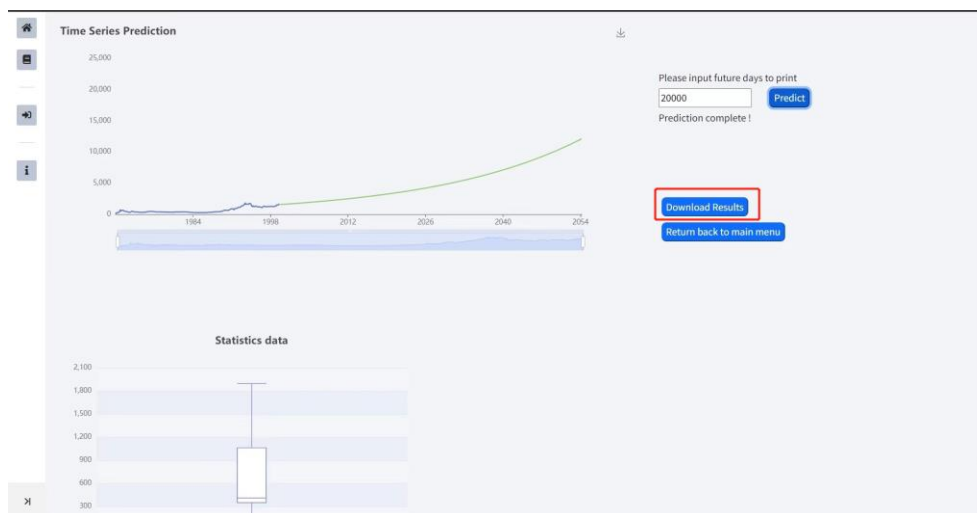 Time Series Prediction
25,000
20,000
15,000
10,000
5,000
0
1984 1998 2012 2026 2040 2054
Please input future days to print
20000 Predict
Prediction complete !
Download Results
Return back to main menu
Statistics data
2,100
1,800
1,500
1,200
900
600
300